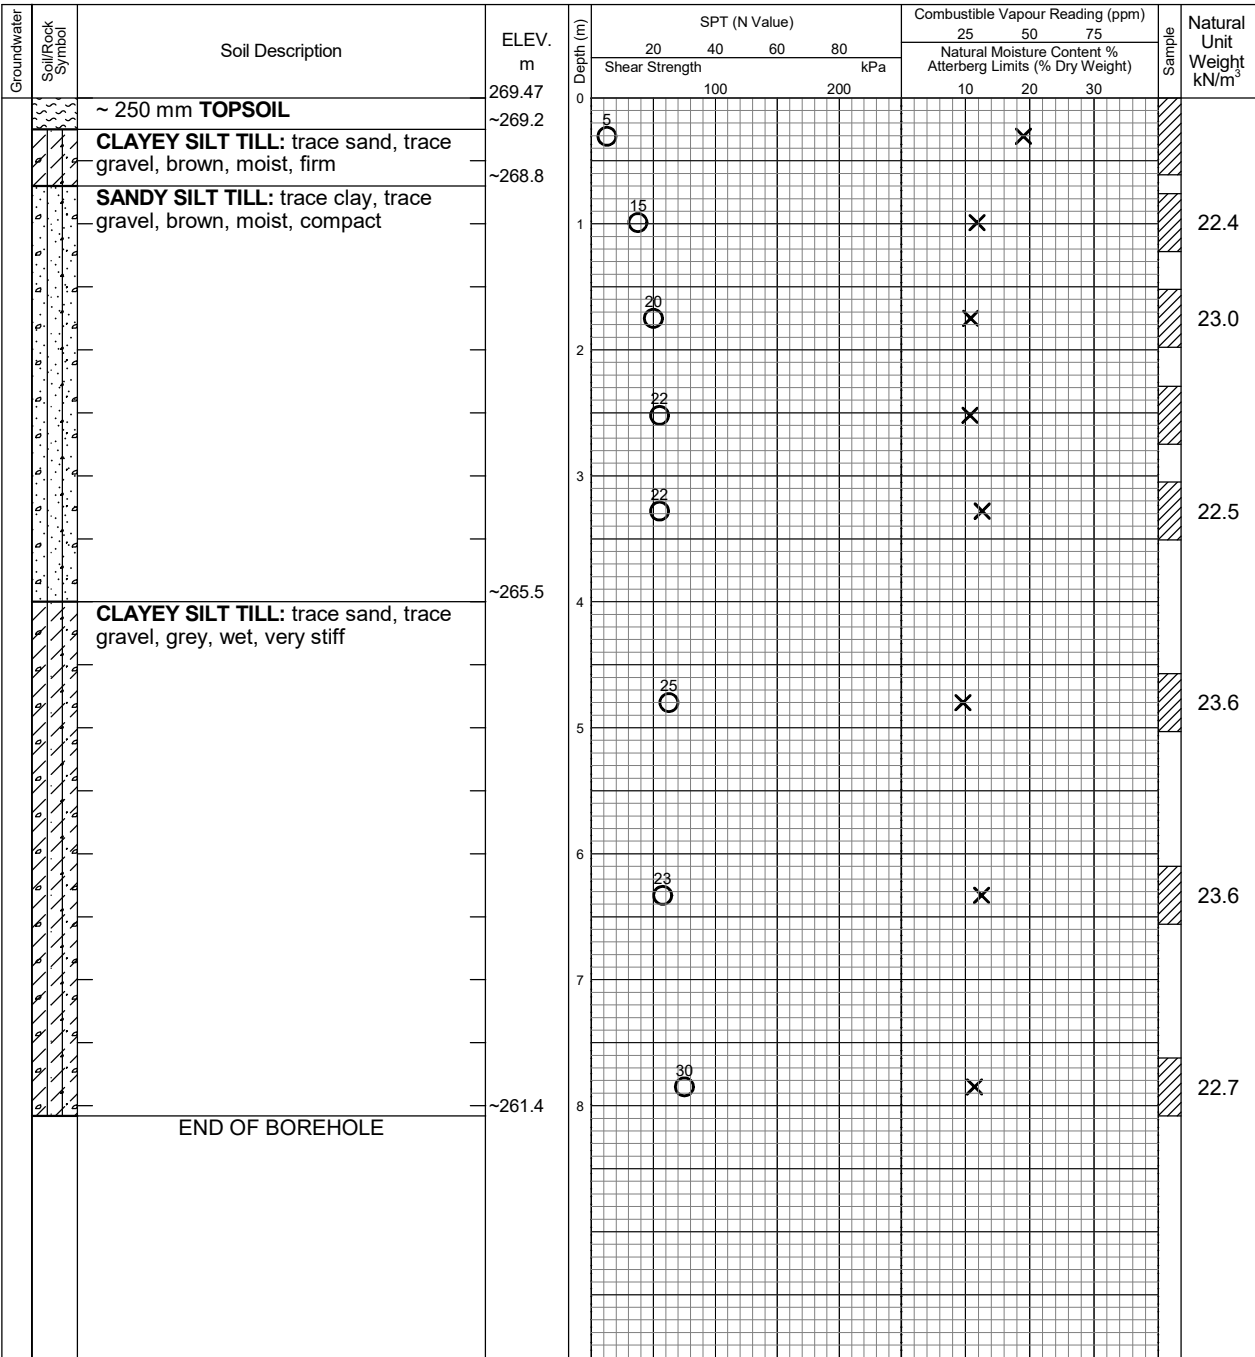 Groundwater
Soil/Rock
Symbol
Soil Description
ELEV.
m
Depth (m)
SPT (N Value)
20 40 60 80
Shear Strength kPa
100 200
Combustible Vapour Reading (ppm)
25 50 75
Natural Moisture Content %
Atterberg Limits (% Dry Weight)
10 20 30
Sample
Natural
Unit
Weight
kN/m³
269.47
0
~ 250 mm TOPSOIL
~269.2
5
CLAYEY SILT TILL: trace sand, trace
gravel, brown, moist, firm
~268.8
SANDY SILT TILL: trace clay, trace
gravel, brown, moist, compact
15
1
22.4
20
23.0
2
22
3
22
22.5
~265.5
4
CLAYEY SILT TILL: trace sand, trace
gravel, grey, wet, very stiff
25
23.6
5
6
23
23.6
7
30
22.7
~261.4
8
END OF BOREHOLE